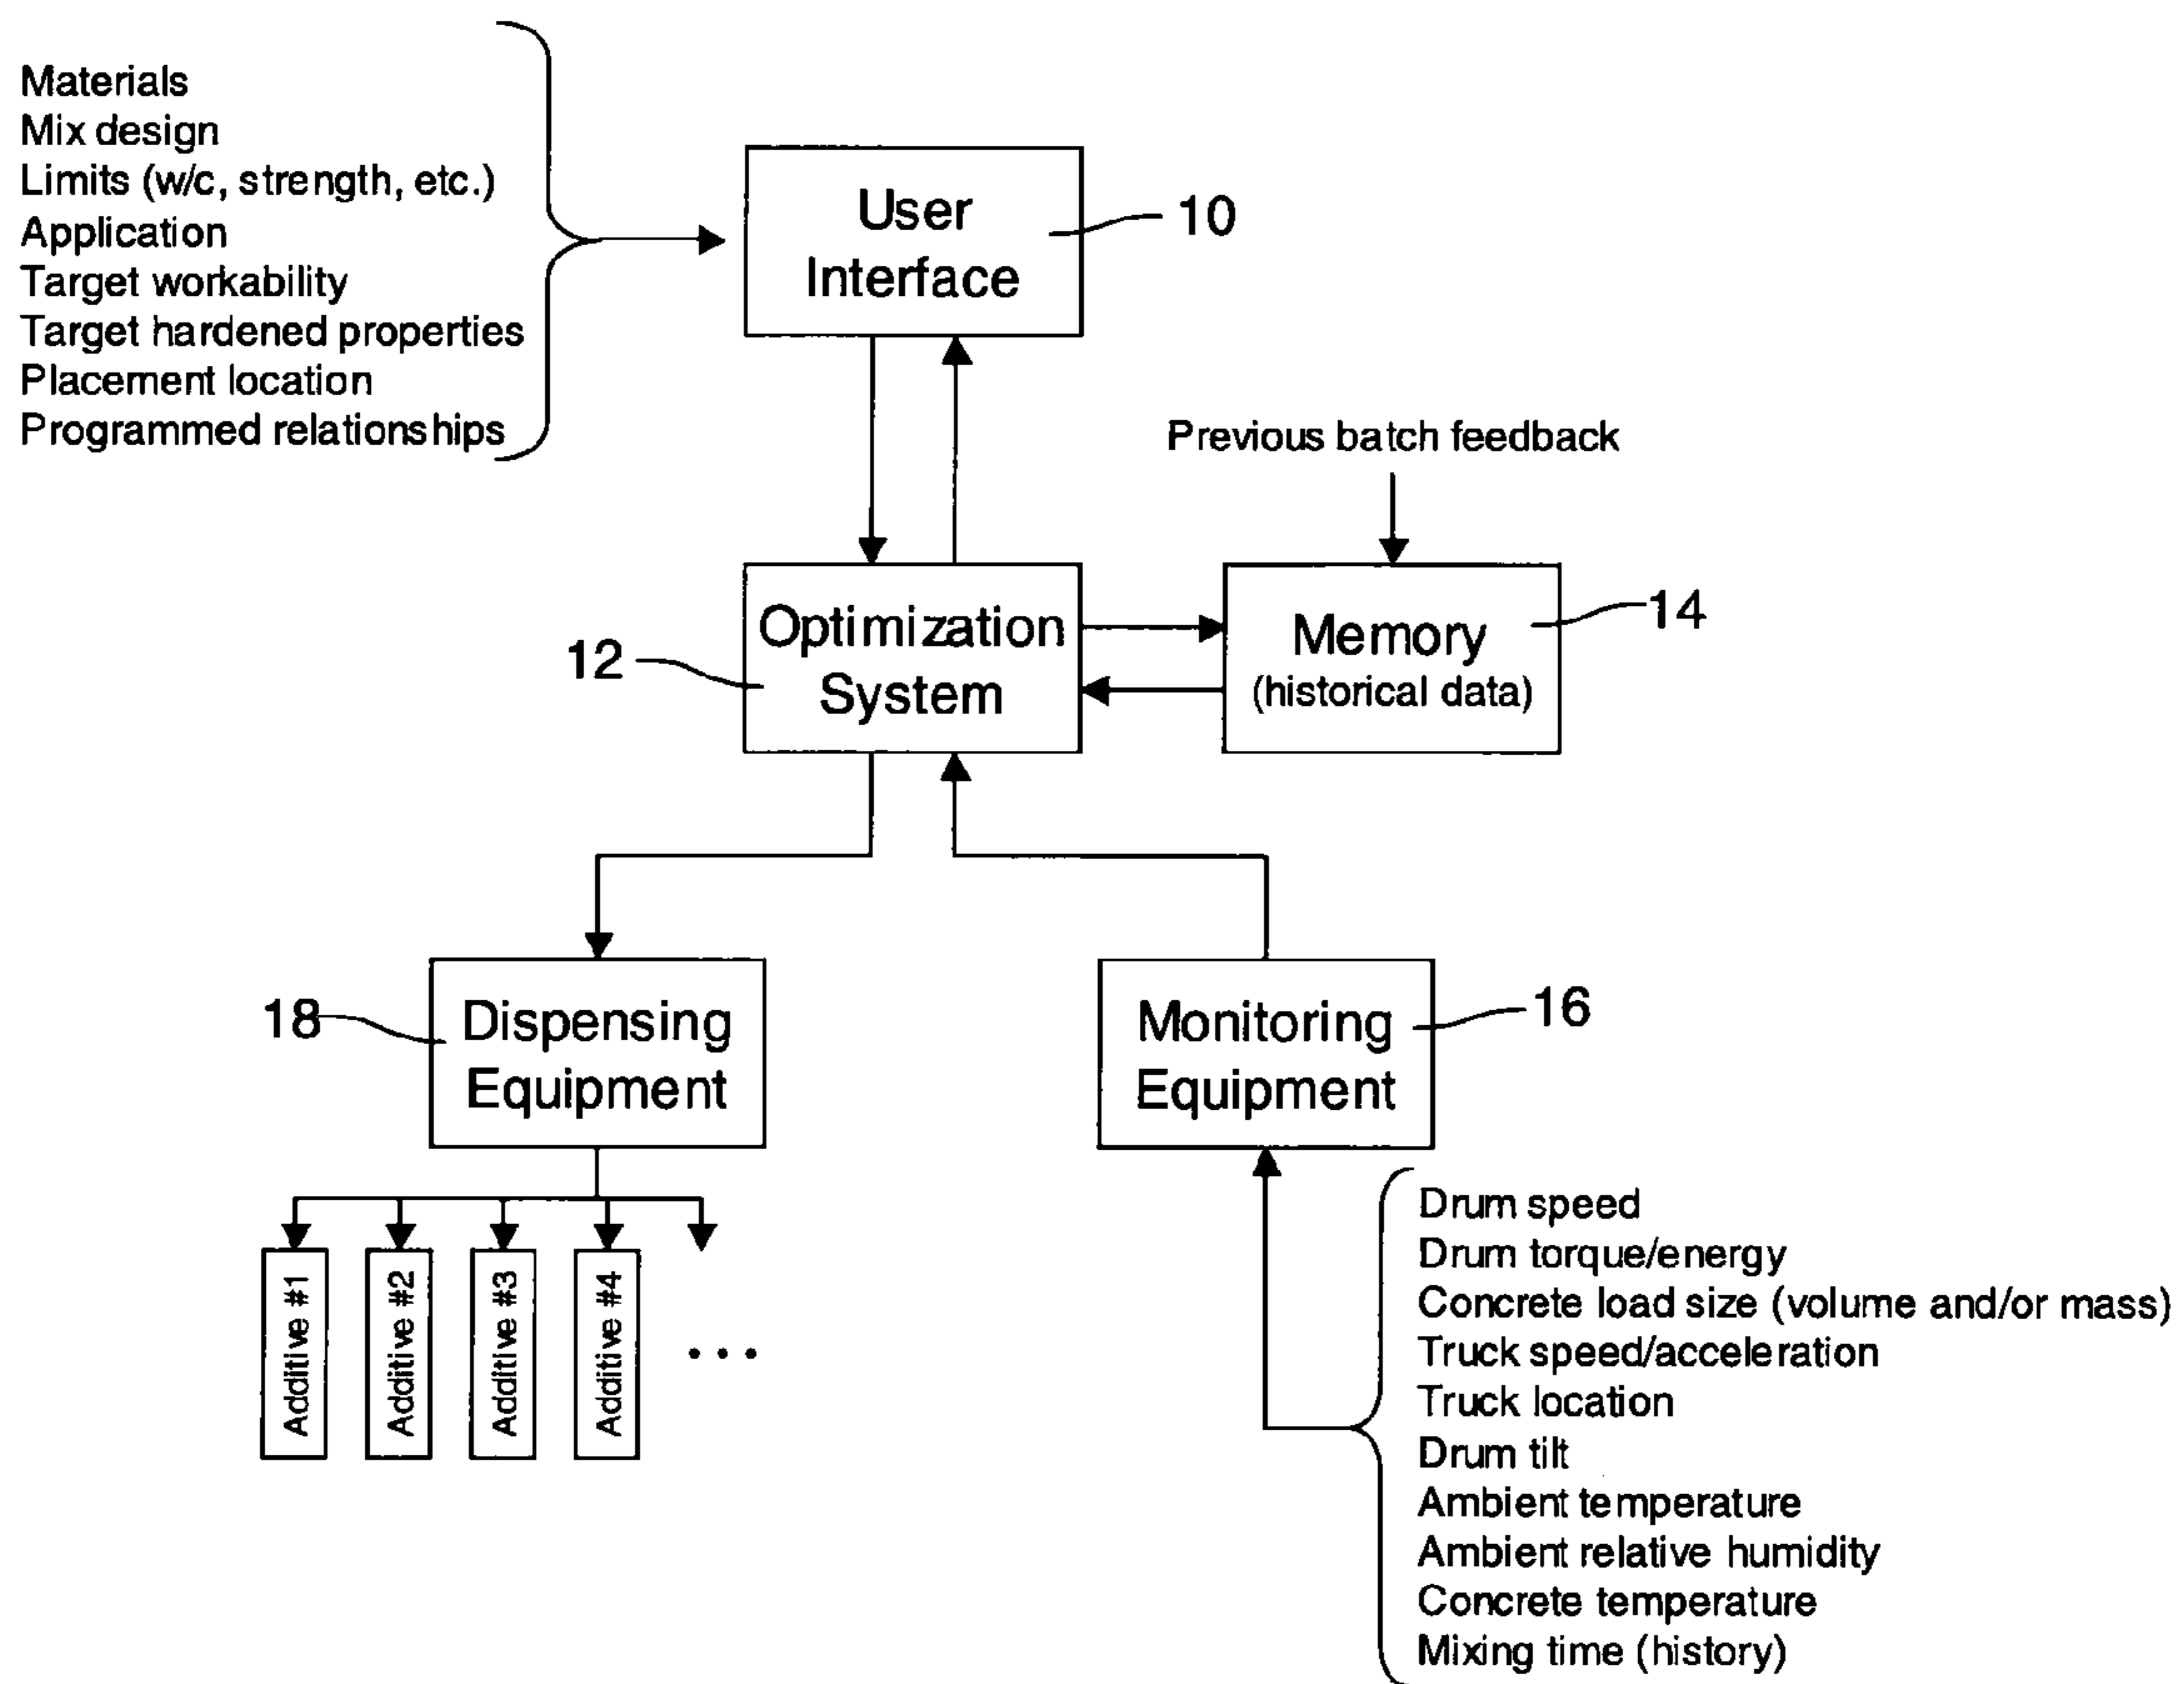 Materials
Mix design
Limits (w/c, strength, etc.)
Application
Target workability
Target hardened properties
Placement location
Programmed relationships
User
Interface
10
Previous batch feedback
12
Optimization
System
Memory
(historical data)
14
18
Dispensing
Equipment
Monitoring
Equipment
16
Additive #1
Additive #2
Additive #3
Additive #4
...
Drum speed
Drum torque/energy
Concrete load size (volume and/or mass)
Truck speed/acceleration
Truck location
Drum tilt
Ambient temperature
Ambient relative humidity
Concrete temperature
Mixing time (history)